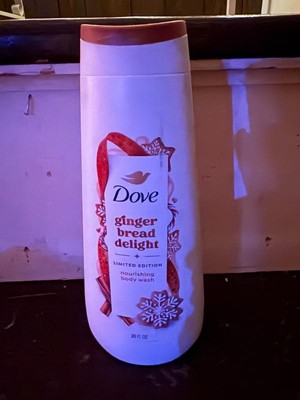 Dove
ginger
bread
delight
LIMITED EDITION
nourishing
body wash